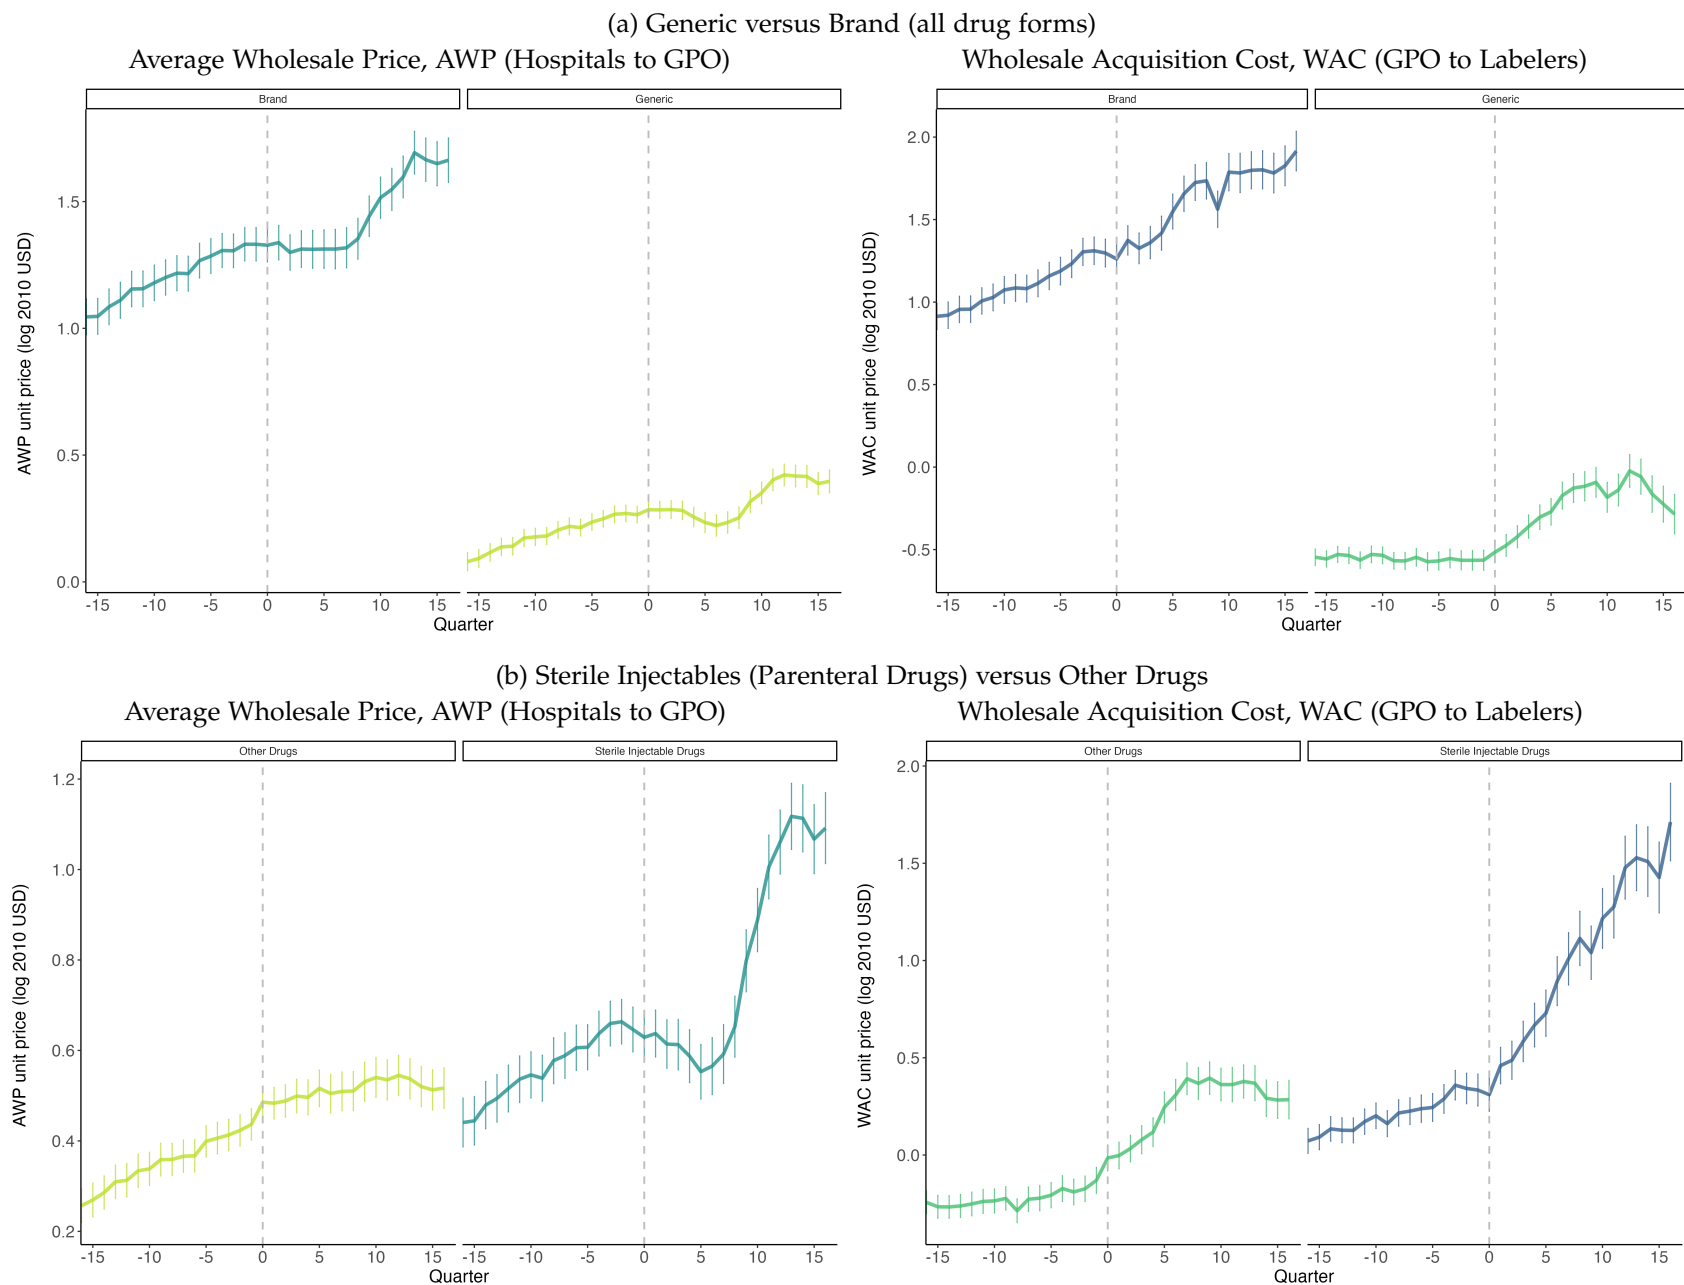 (a) Generic versus Brand (all drug forms)
Average Wholesale Price, AWP (Hospitals to GPO)
Brand
Generic
AWP unit price (log 2010 USD)
1.5
1.0
0.5
0.0
-15 -10 -5 0 5 10 15
-15 -10 -5 0 5 10 15
Quarter
Wholesale Acquisition Cost, WAC (GPO to Labelers)
Brand
Generic
WAC unit price (log 2010 USD)
2.0
1.5
1.0
0.5
0.0
-0.5
-15 -10 -5 0 5 10 15
-15 -10 -5 0 5 10 15
Quarter
(b) Sterile Injectables (Parenteral Drugs) versus Other Drugs
Average Wholesale Price, AWP (Hospitals to GPO)
Other Drugs
Sterile Injectable Drugs
AWP unit price (log 2010 USD)
1.2
1.0
0.8
0.6
0.4
0.2
-15 -10 -5 0 5 10 15
-15 -10 -5 0 5 10 15
Quarter
Wholesale Acquisition Cost, WAC (GPO to Labelers)
Other Drugs
Sterile Injectable Drugs
WAC unit price (log 2010 USD)
2.0
1.5
1.0
0.5
0.0
-15 -10 -5 0 5 10 15
-15 -10 -5 0 5 10 15
Quarter